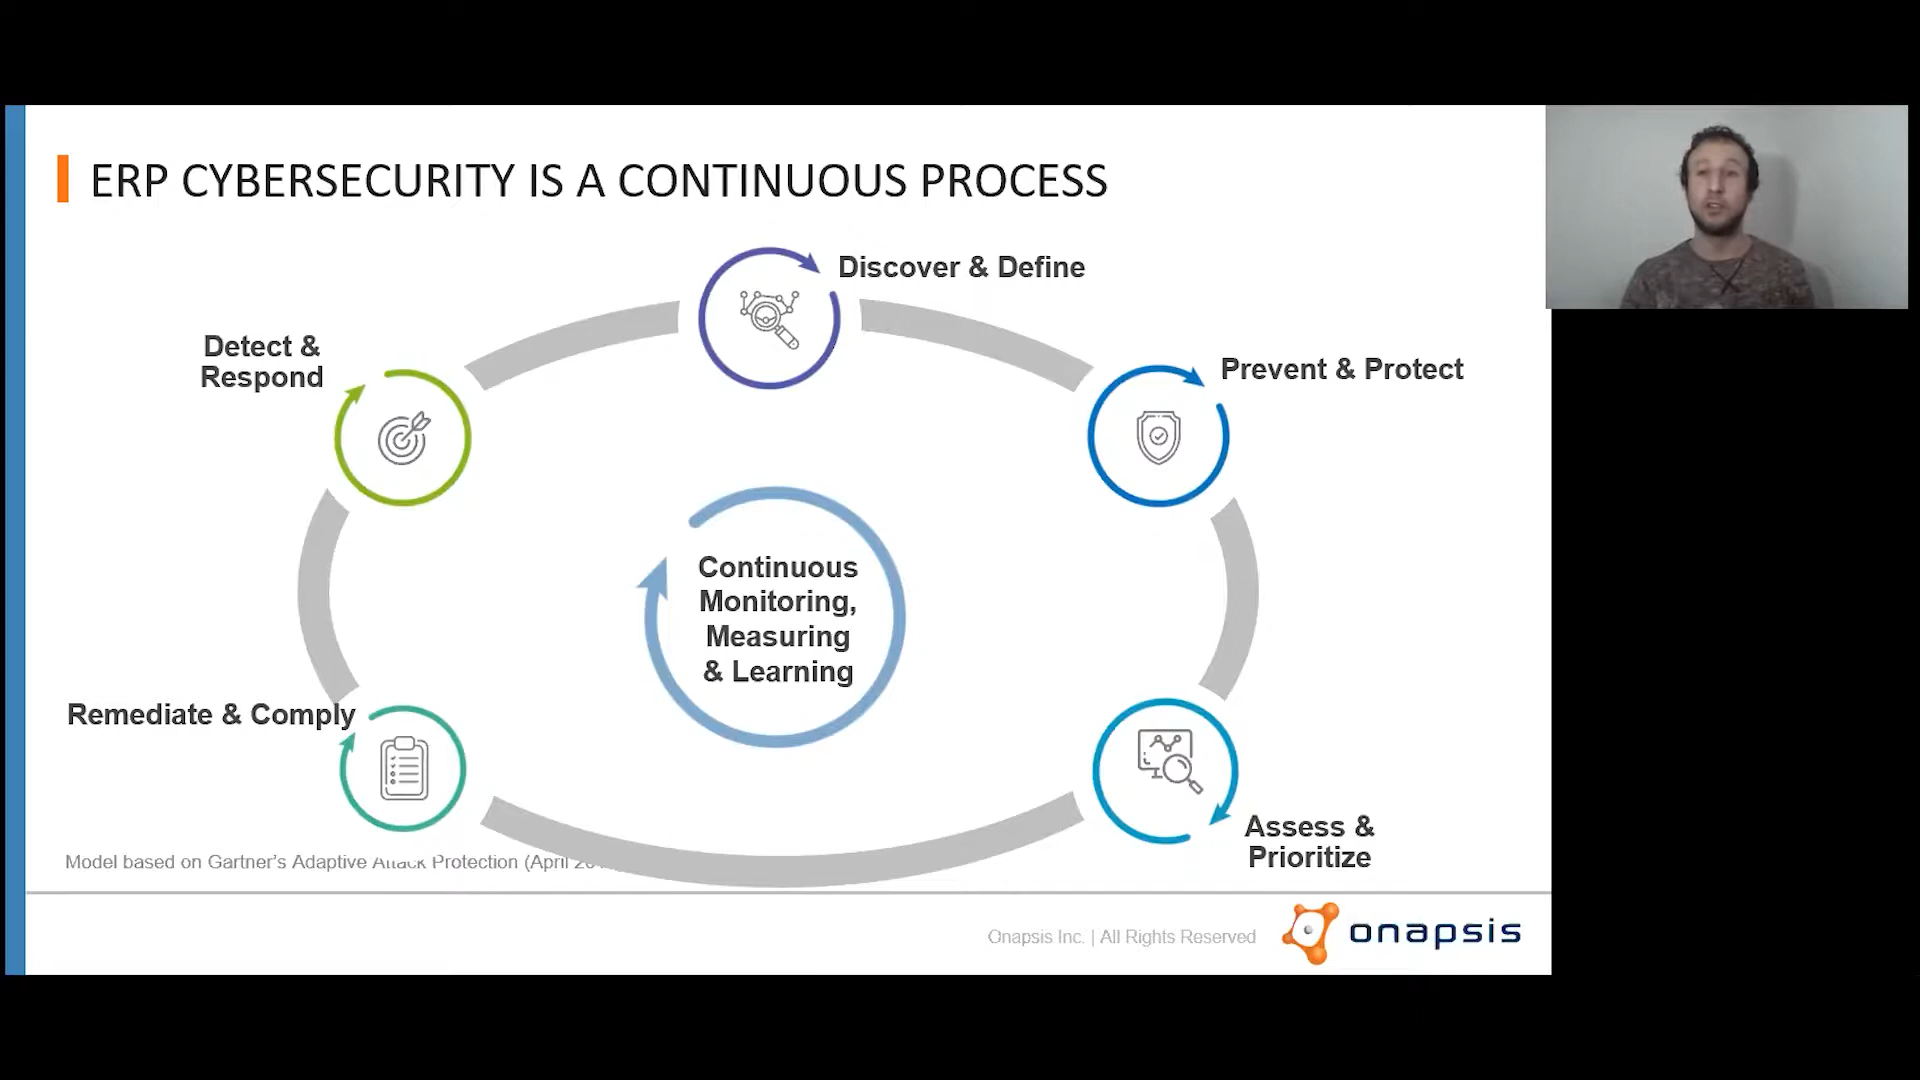 ERP CYBERSECURITY IS A CONTINUOUS PROCESS
Discover & Define
Detect &
Respond
Prevent & Protect
Continuous
Monitoring,
Measuring
& Learning
Remediate & Comply
Assess &
Prioritize
Model based on Gartner's Adaptive Attack Protection (April
Onapsis Inc. | All Rights Reserved
onapsis